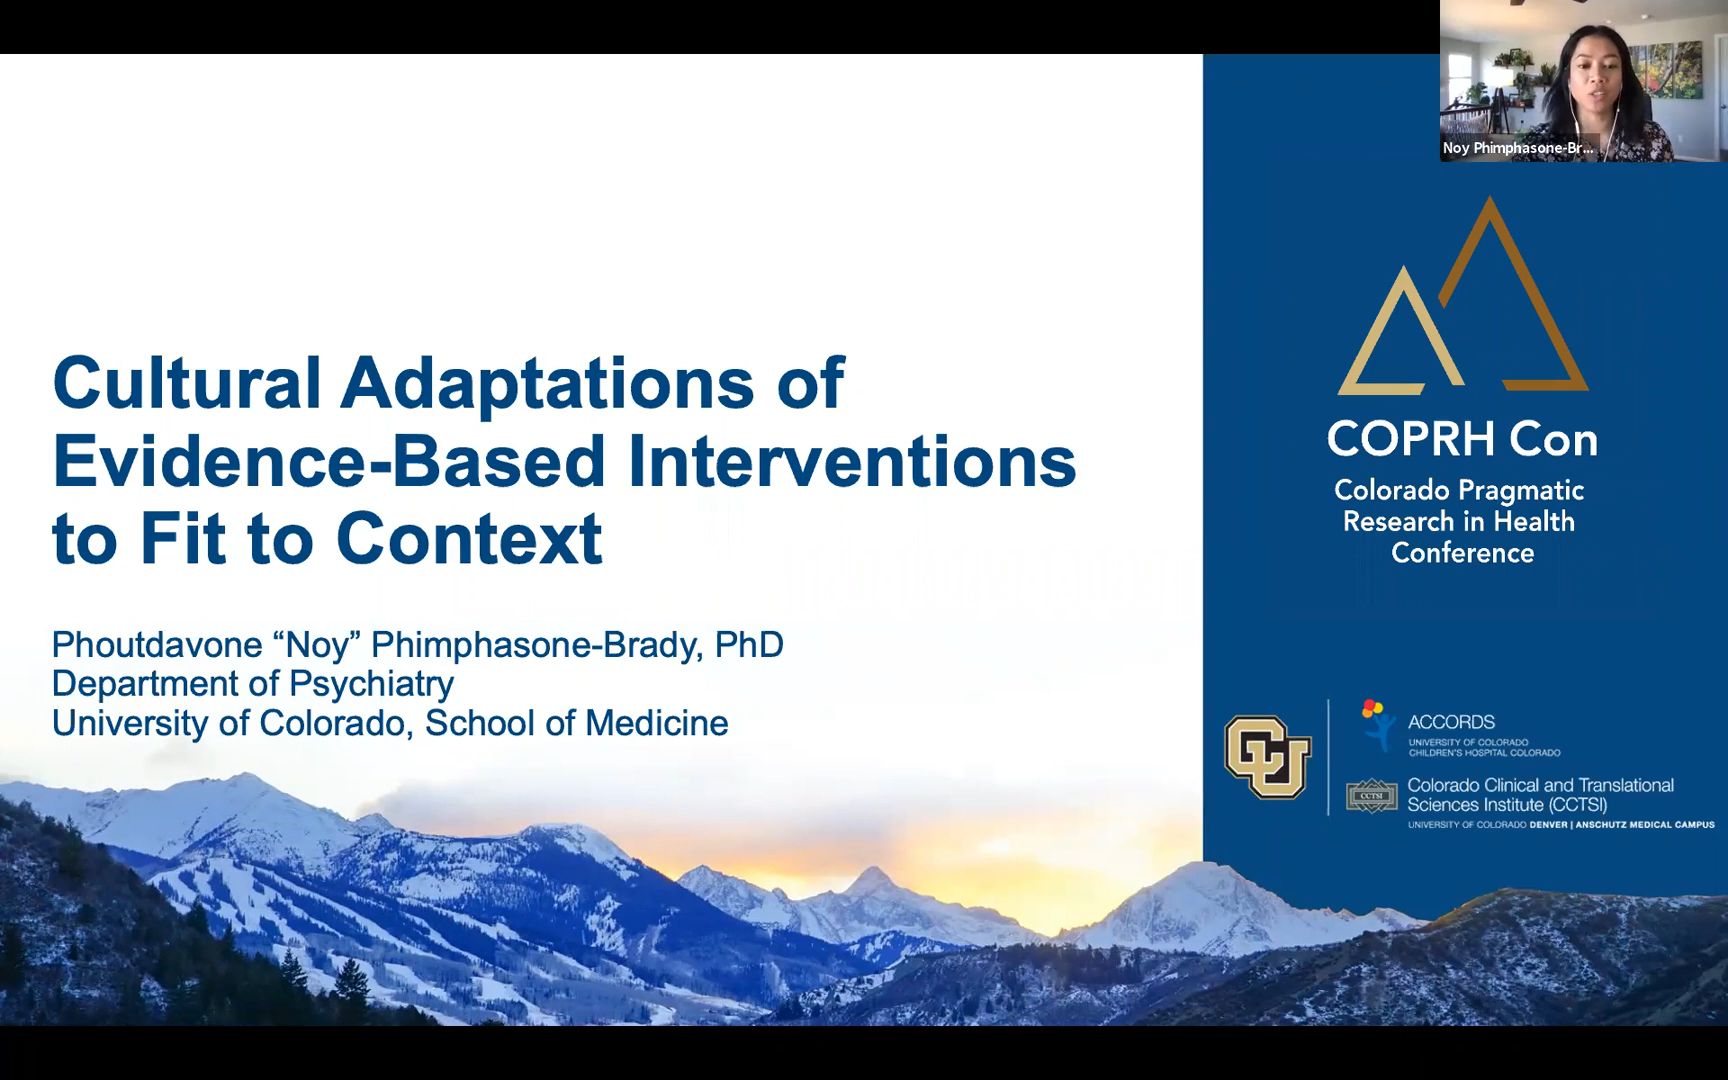 Noy Phimphasone-Br...
Cultural Adaptations of
Evidence-Based Interventions
to Fit to Context
Phoutdavone “Noy” Phimphasone-Brady, PhD
Department of Psychiatry
University of Colorado, School of Medicine
COPRH Con
Colorado Pragmatic
Research in Health
Conference
CU
ACCORDS
UNIVERSITY OF COLORADO
CHILDREN'S HOSPITAL COLORADO
CCTSI
Colorado Clinical and Translational
Sciences Institute (CCTSI)
UNIVERSITY OF COLORADO DENVER | ANSCHUTZ MEDICAL CAMPUS